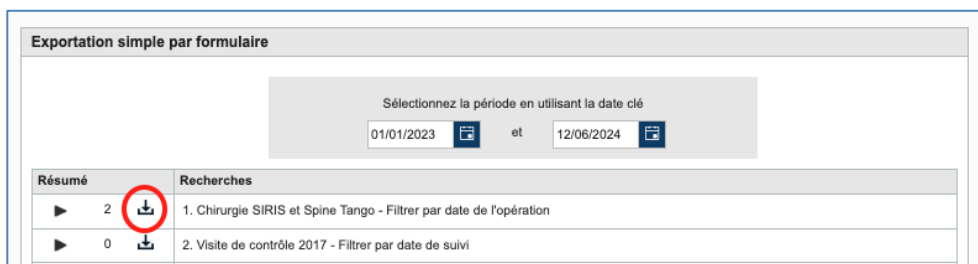 Exportation simple par formulaire
Sélectionnez la période en utilisant la date clé
01/01/2023 et 12/06/2024
Résumé Recherches
2 1. Chirurgie SIRIS et Spine Tango - Filtrer par date de l'opération
0 2. Visite de contrôle 2017 - Filtrer par date de suivi